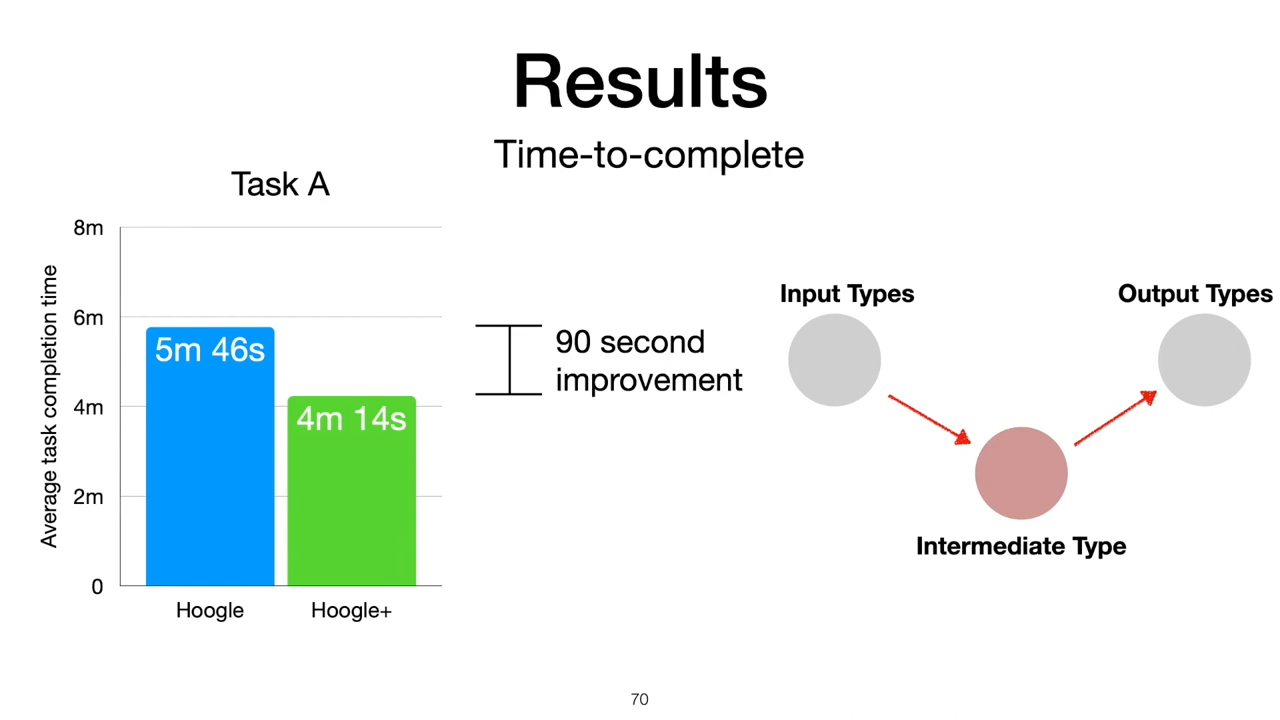 Results
Time-to-complete
Task A
Average task completion time
8m
6m
4m
2m
0
5m 46s
4m 14s
Hoogle
Hoogle+
90 second
improvement
Input Types
Output Types
Intermediate Type
70